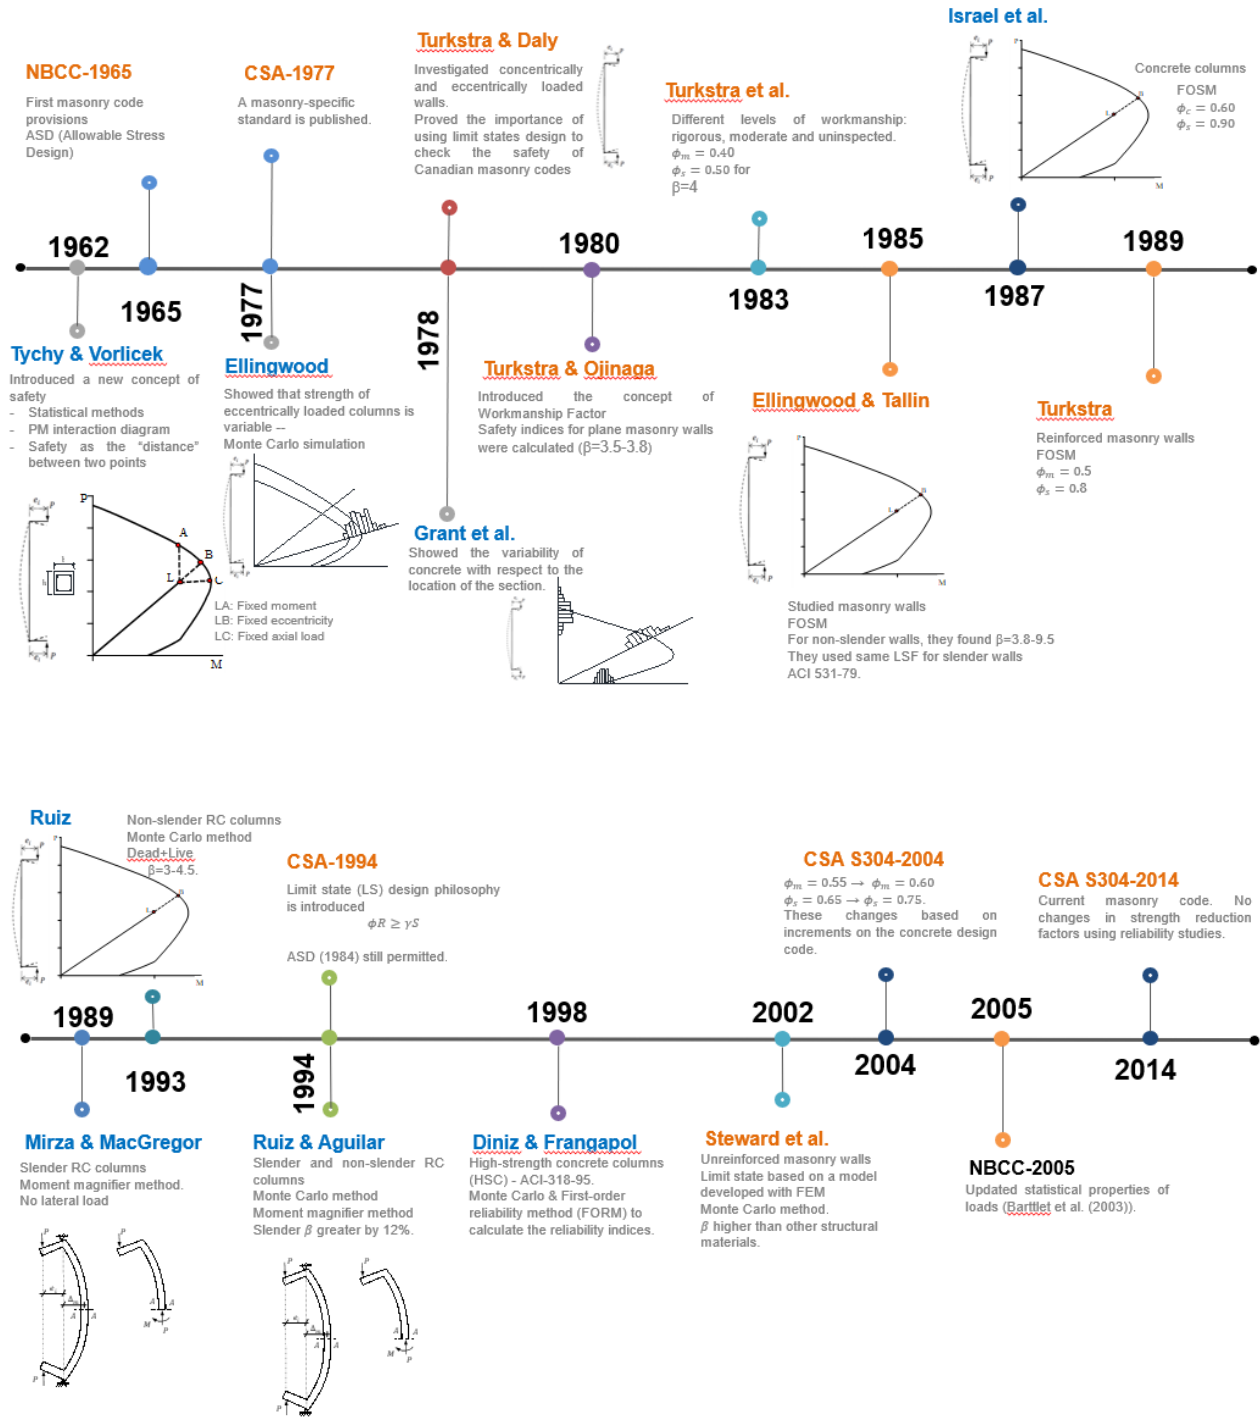 NBCC-1965
First masonry code
provisions
ASD (Allowable Stress
Design)
CSA-1977
A masonry-specific
standard is published.
Turkstra & Daly
Investigated concentrically
and eccentrically loaded
walls.
Proved the importance of
using limit states design to
check the safety of
Canadian masonry codes
Turkstra et al.
Different levels of workmanship:
rigorous, moderate and uninspected.
ϕm = 0.40
ϕs = 0.50 for
β=4
Israel et al.
Concrete columns
FOSM
ϕc = 0.60
ϕs = 0.90
M
1962
1965
1977
1978
1980
1983
1985
1987
1989
Tychy & Vorlicek
Introduced a new concept of
safety
- Statistical methods
- PM interaction diagram
- Safety as the "distance"
between two points
P
A
B
L
C
M
LA: Fixed moment
LB: Fixed eccentricity
LC: Fixed axial load
Ellingwood
Showed that strength of
eccentrically loaded columns is
variable --
Monte Carlo simulation
Grant et al.
Showed the variability of
concrete with respect to the
location of the section.
Turkstra & Ojinaga
Introduced the concept of
Workmanship Factor
Safety indices for plane masonry walls
were calculated (β=3.5-3.8)
Ellingwood & Tallin
M
Studied masonry walls
FOSM
For non-slender walls, they found β=3.8-9.5
They used same LSF for slender walls
ACI 531-79.
Turkstra
Reinforced masonry walls
FOSM
ϕm = 0.5
ϕs = 0.8
Ruiz
Non-slender RC columns
Monte Carlo method
Dead+Live
β=3-4.5.
M
CSA-1994
Limit state (LS) design philosophy
is introduced
ϕR ≥ γS
ASD (1984) still permitted.
CSA S304-2004
ϕm = 0.55 → ϕm = 0.60
ϕs = 0.65 → ϕs = 0.75.
These changes based on
increments on the concrete design
code.
CSA S304-2014
Current masonry code. No
changes in strength reduction
factors using reliability studies.
1989
1993
1994
1998
2002
2004
2005
2014
Mirza & MacGregor
Slender RC columns
Moment magnifier method.
No lateral load
P
A A
M
P
Ruiz & Aguilar
Slender and non-slender RC
columns
Monte Carlo method
Moment magnifier method
Slender β greater by 12%.
P
A A
M
P
Diniz & Frangapol
High-strength concrete columns
(HSC) - ACI-318-95.
Monte Carlo & First-order
reliability method (FORM) to
calculate the reliability indices.
Steward et al.
Unreinforced masonry walls
Limit state based on a model
developed with FEM
Monte Carlo method.
β higher than other structural
materials.
NBCC-2005
Updated statistical properties of
loads (Barttlet et al. (2003)).